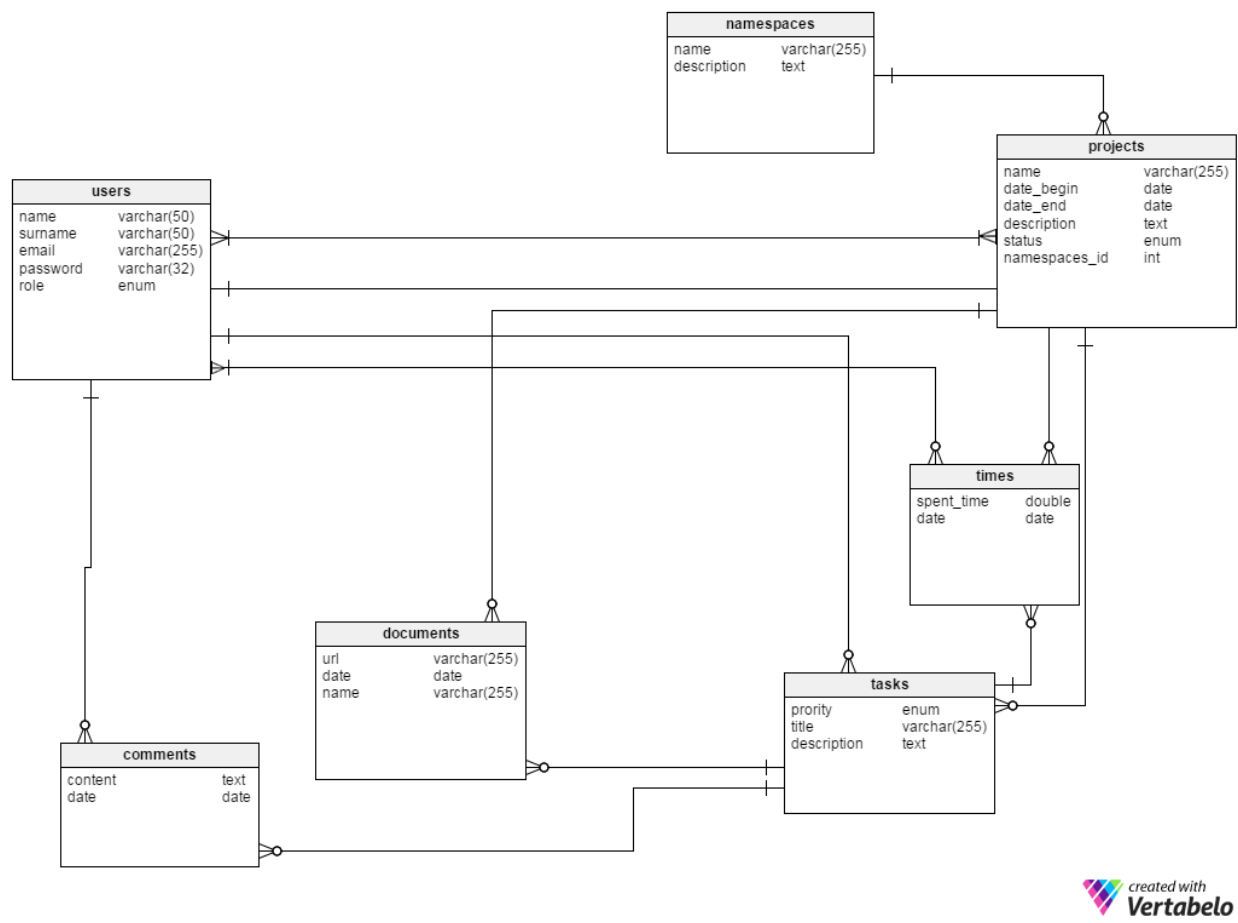 namespaces
name varchar(255)
description text
projects
name varchar(255)
date_begin date
date_end date
description text
status enum
namespaces_id int
users
name varchar(50)
surname varchar(50)
email varchar(255)
password varchar(32)
role enum
times
spent_time double
date date
documents
url varchar(255)
date date
name varchar(255)
tasks
prority enum
title varchar(255)
description text
comments
content text
date date
created with
Vertabelo